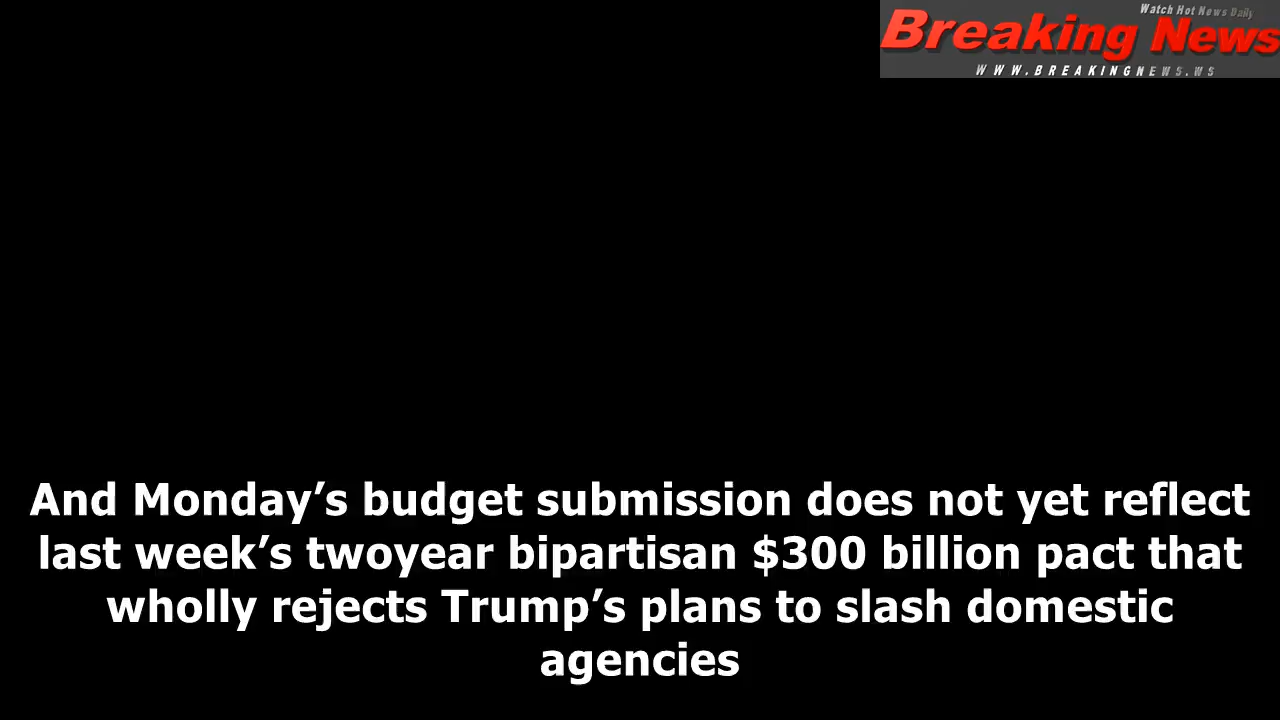 Watch Hot News Daily
Breaking News
WWW.BREAKINGNEWS.WS
And Monday’s budget submission does not yet reflect
last week’s twoyear bipartisan $300 billion pact that
wholly rejects Trump’s plans to slash domestic
agencies